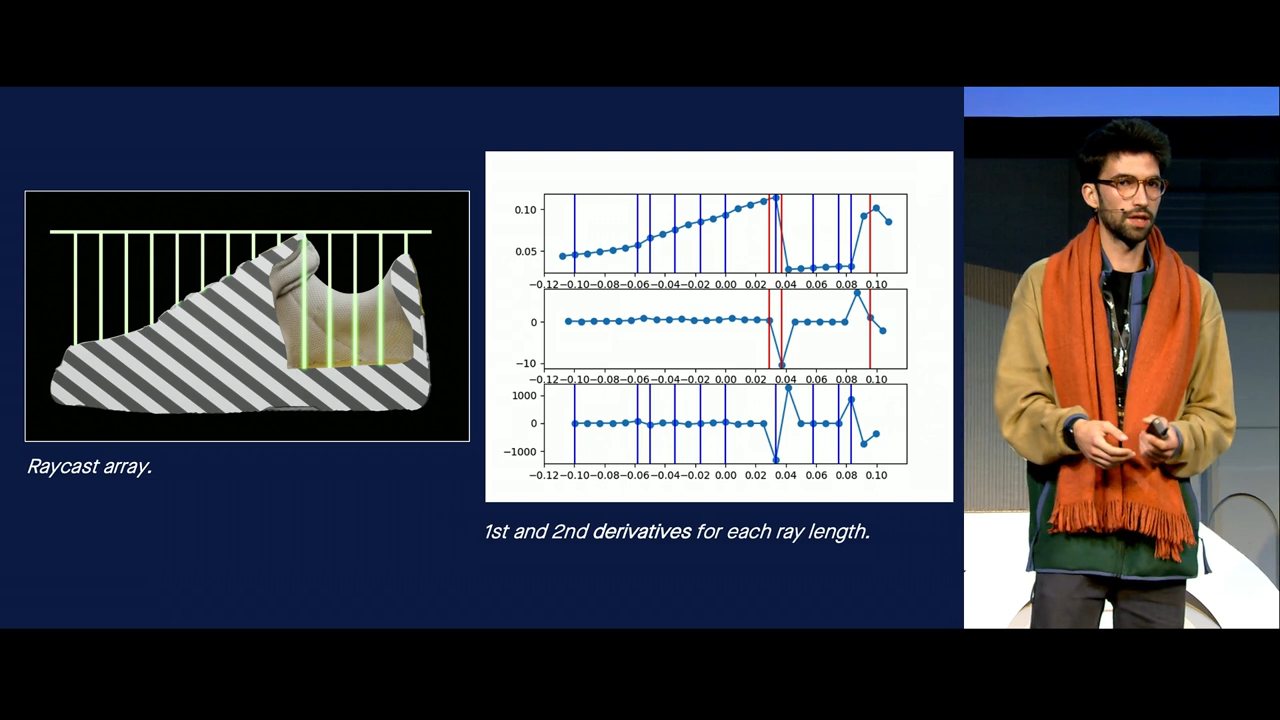 0.10
0.05
−0.12−0.10−0.08−0.06−0.04−0.02 0.00 0.02 0.04 0.06 0.08 0.10
0
−10
−0.12−0.10−0.08−0.06−0.04−0.02 0.00 0.02 0.04 0.06 0.08 0.10
1000
0
−1000
−0.12−0.10−0.08−0.06−0.04−0.02 0.00 0.02 0.04 0.06 0.08 0.10
Raycast array.
1st and 2nd derivatives for each ray length.